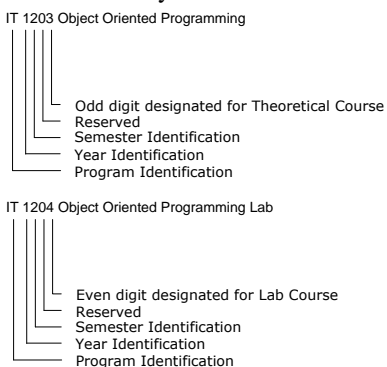 IT 1203 Object Oriented Programming
Odd digit designated for Theoretical Course
Reserved
Semester Identification
Year Identification
Program Identification
IT 1204 Object Oriented Programming Lab
Even digit designated for Lab Course
Reserved
Semester Identification
Year Identification
Program Identification